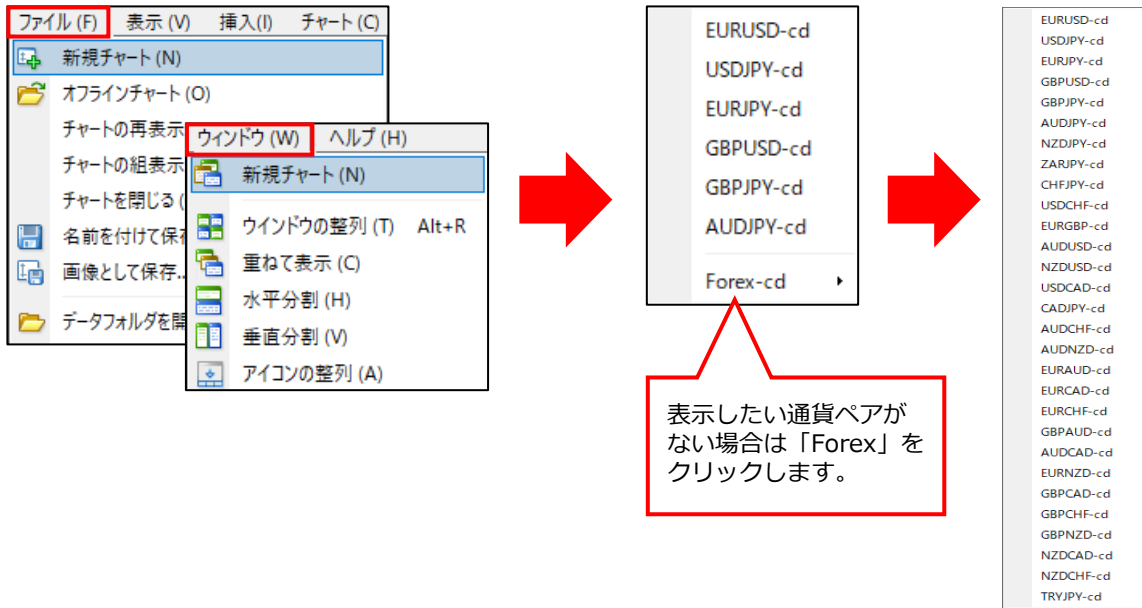 ファイル (F) 表示 (V) 挿入(I) チャート (C)
新規チャート (N)
オフラインチャート (O)
チャートの再表示
チャートの組表示
チャートを閉じる (
名前を付けて保存
画像として保存..
データフォルダを開
ウィンドウ (W) ヘルプ (H)
新規チャート (N)
ウインドウの整列 (T) Alt+R
重ねて表示 (C)
水平分割 (H)
垂直分割 (V)
アイコンの整列 (A)
EURUSD-cd
USDJPY-cd
EURJPY-cd
GBPUSD-cd
GBPJPY-cd
AUDJPY-cd
Forex-cd
表示したい通貨ペアが
ない場合は「Forex」を
クリックします。
EURUSD-cd
USDJPY-cd
EURJPY-cd
GBPUSD-cd
GBPJPY-cd
AUDJPY-cd
NZDJPY-cd
ZARJPY-cd
CHFJPY-cd
USDCHF-cd
EURGBP-cd
AUDUSD-cd
NZDUSD-cd
USDCAD-cd
CADJPY-cd
AUDCHF-cd
AUDNZD-cd
EURAUD-cd
EURCAD-cd
EURCHF-cd
GBPAUD-cd
AUDCAD-cd
EURNZD-cd
GBPCAD-cd
GBPCHF-cd
GBPNZD-cd
NZDCAD-cd
NZDCHF-cd
TRYJPY-cd